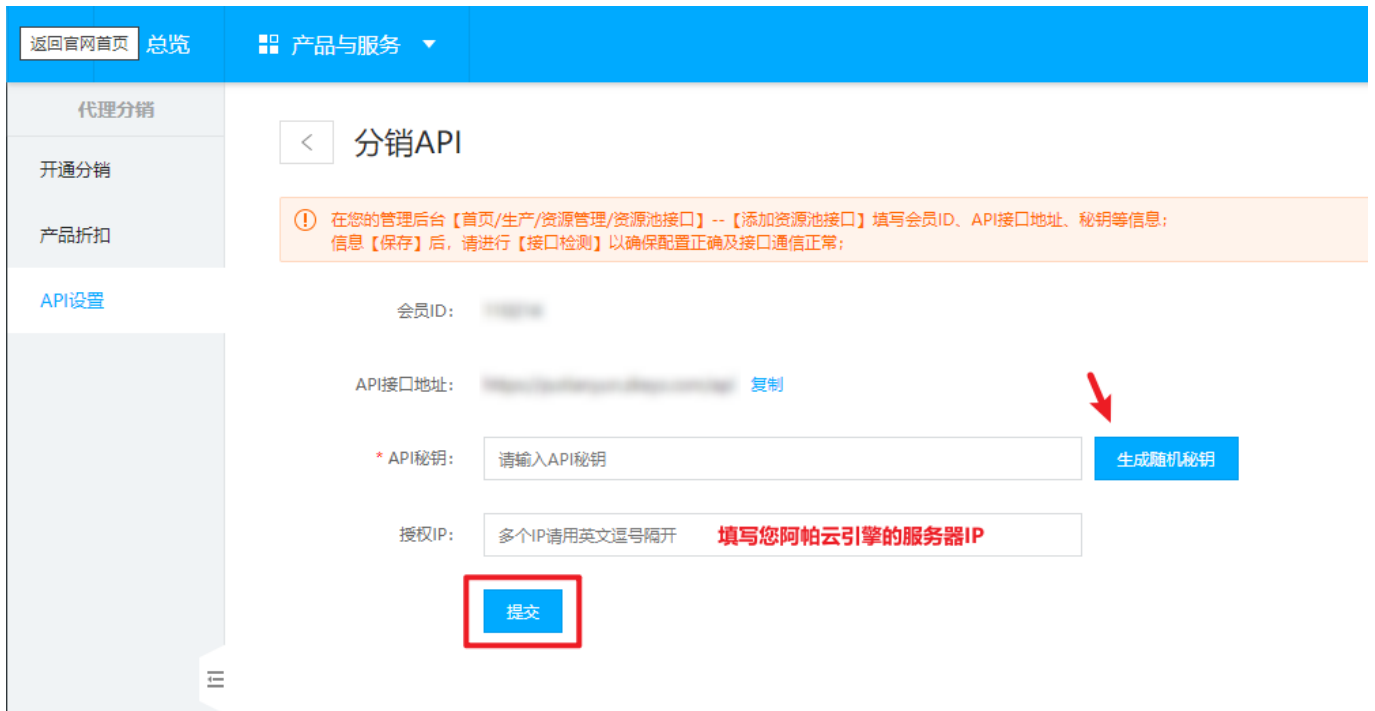 返回官网首页 总览 产品与服务
代理分销
开通分销
产品折扣
API设置
分销API
在您的管理后台【首页/生产/资源管理/资源池接口】--【添加资源池接口】填写会员ID、API接口地址、秘钥等信息;
信息【保存】后，请进行【接口检测】以确保配置正确及接口通信正常;
会员ID:
API接口地址: 复制
* API秘钥: 请输入API秘钥 生成随机秘钥
授权IP: 多个IP请用英文逗号隔开 填写您阿帕云引擎的服务器IP
提交